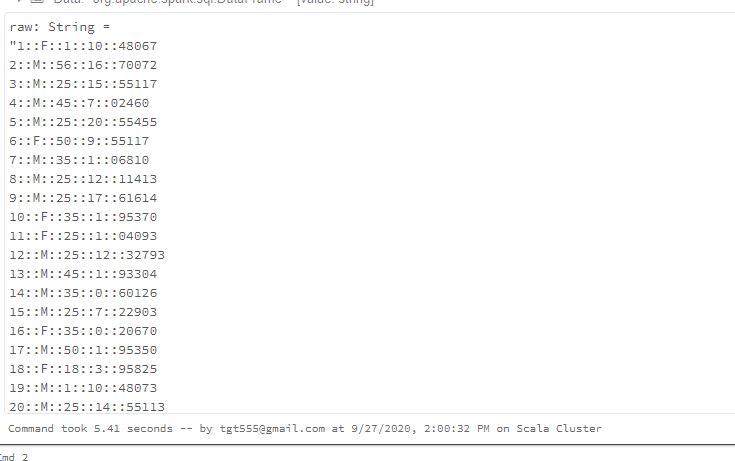 Data: org.apache.spark.sql.DataFrame = [value: string]
raw: String =
"1::F::1::10::48067
2::M::56::16::70072
3::M::25::15::55117
4::M::45::7::02460
5::M::25::20::55455
6::F::50::9::55117
7::M::35::1::06810
8::M::25::12::11413
9::M::25::17::61614
10::F::35::1::95370
11::F::25::1::04093
12::M::25::12::32793
13::M::45::1::93304
14::M::35::0::60126
15::M::25::7::22903
16::F::35::0::20670
17::M::50::1::95350
18::F::18::3::95825
19::M::1::10::48073
20::M::25::14::55113
Command took 5.41 seconds -- by tgt555@gmail.com at 9/27/2020, 2:00:32 PM on Scala Cluster
Cmd 2